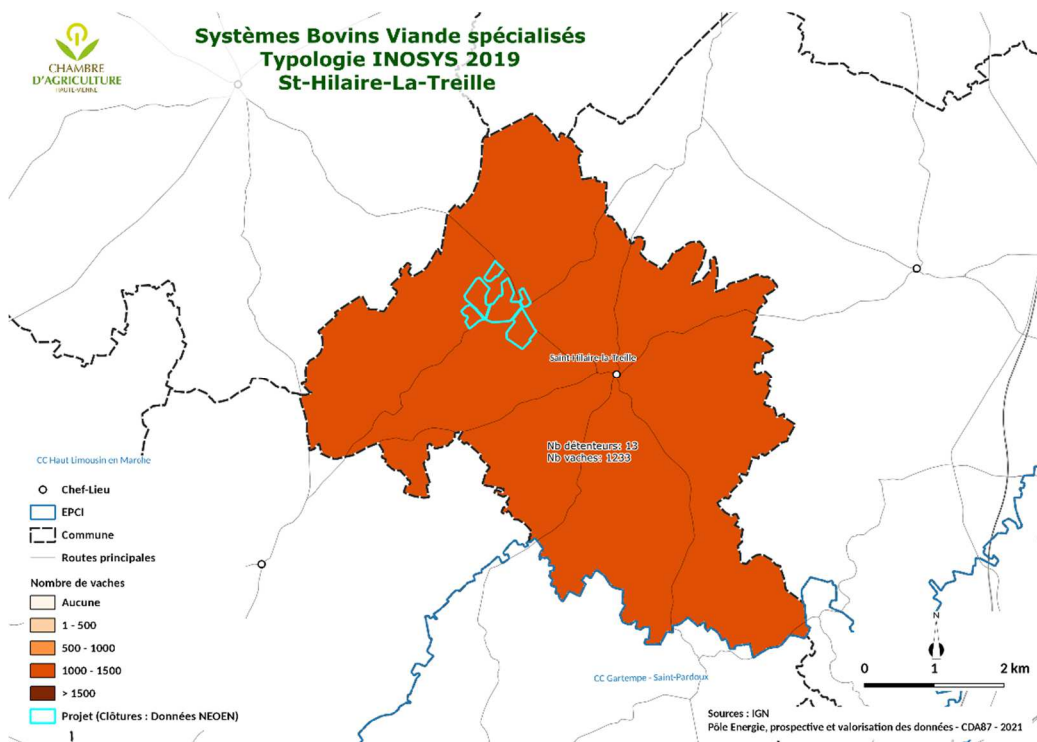 Systèmes Bovins Viande spécialisés
Typologie INOSYS 2019
St-Hilaire-La-Treille
CHAMBRE
D'AGRICULTURE
HAUTE-VIENNE
Saint-Hilaire-la-Treille
Nb détenteurs: 13
Nb vaches: 1233
CC Haut Limousin en Marche
Chef-Lieu
EPCI
Commune
Routes principales
Nombre de vaches
Aucune
1 - 500
500 - 1000
1000 - 1500
> 1500
Projet (Clôtures : Données NEOEN)
CC Gartempe - Saint-Pardoux
N
0 1 2 km
Sources : IGN
Pôle Energie, prospective et valorisation des données - CDA87 - 2021